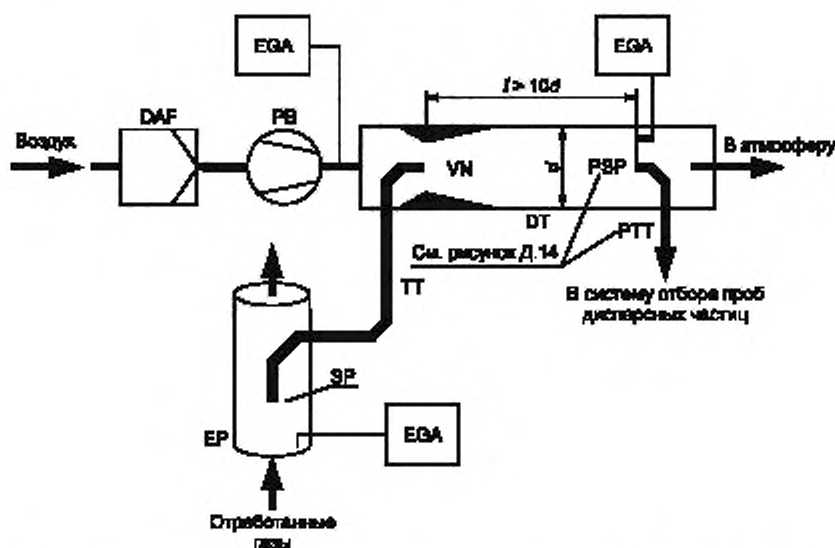 EGA
EGA
l > 10d
DAF
PB
Воздух
В атмосферу
VN
d
PSP
DT
PTT
См. рисунок Д.14
TT
В систему отбора проб
дисперсных частиц
SP
EP
EGA
Отработанные
газы